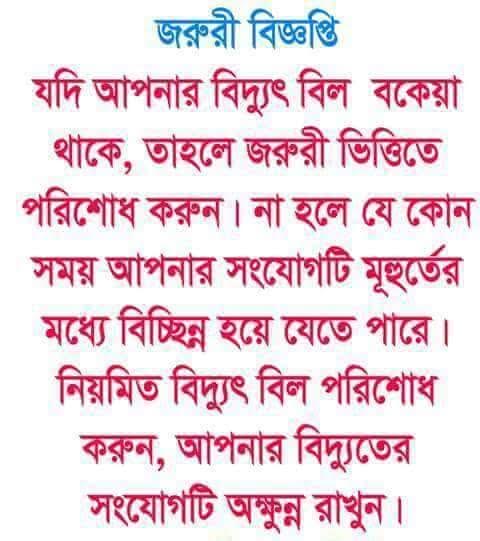 জরুরী বিজ্ঞপ্তি
যদি আপনার বিদ্যুৎ বিল বকেয়া
থাকে, তাহলে জরুরী ভিত্তিতে
পরিশোধ করুন। না হলে যে কোন
সময় আপনার সংযোগটি মূহুর্তের
মধ্যে বিচ্ছিন্ন হয়ে যেতে পারে।
নিয়মিত বিদ্যুৎ বিল পরিশোধ
করুন, আপনার বিদ্যুতের
সংযোগটি অক্ষুন্ন রাখুন।